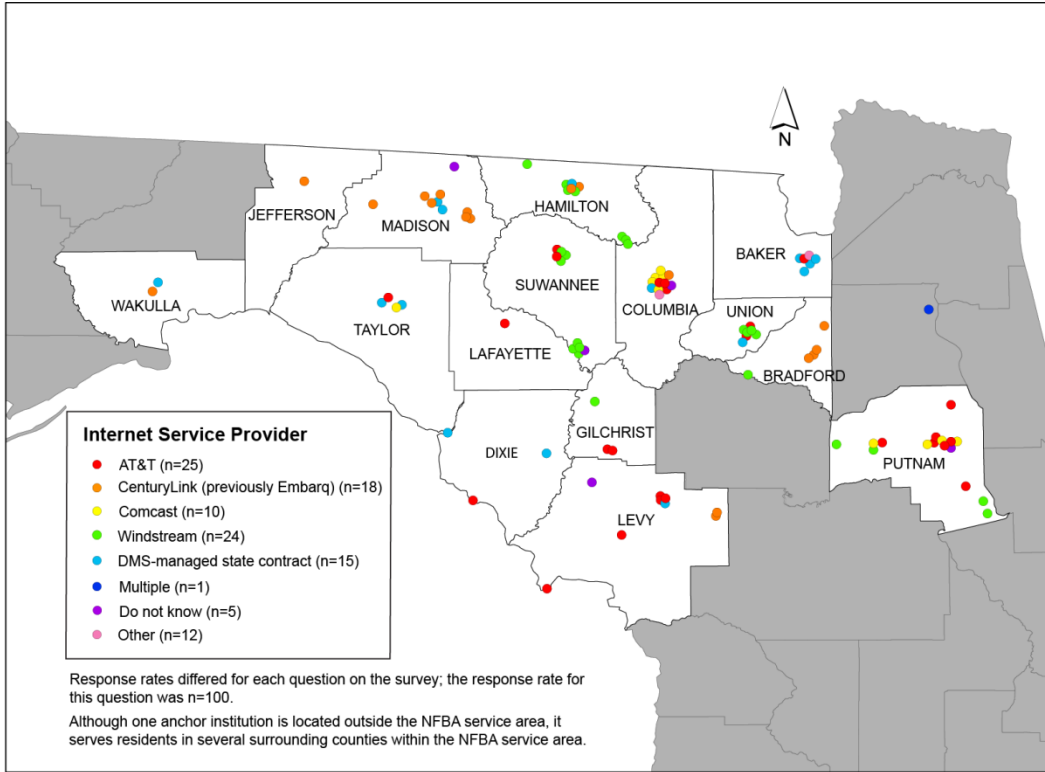 N
JEFFERSON
MADISON
HAMILTON
BAKER
WAKULLA
TAYLOR
SUWANNEE
COLUMBIA
UNION
LAFAYETTE
BRADFORD
DIXIE
GILCHRIST
PUTNAM
LEVY
Internet Service Provider
AT&T (n=25)
CenturyLink (previously Embarq) (n=18)
Comcast (n=10)
Windstream (n=24)
DMS-managed state contract (n=15)
Multiple (n=1)
Do not know (n=5)
Other (n=12)
Response rates differed for each question on the survey; the response rate for
this question was n=100.
Although one anchor institution is located outside the NFBA service area, it
serves residents in several surrounding counties within the NFBA service area.